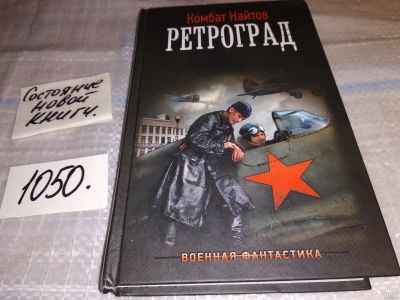 Комбат Найтов
РЕТРОГРАД
Состояние
новой
книги.
1050.
ВОЕННАЯ ФАНТАСТИКА